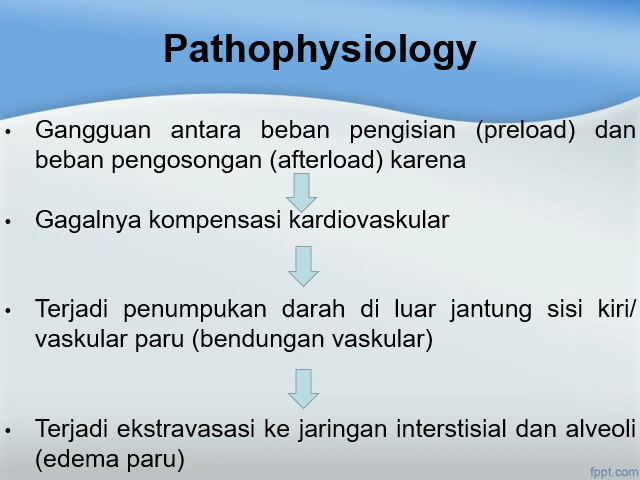 Pathophysiology
• Gangguan antara beban pengisian (preload) dan
beban pengosongan (afterload) karena
• Gagalnya kompensasi kardiovaskular
• Terjadi penumpukan darah di luar jantung sisi kiri/
vaskular paru (bendungan vaskular)
• Terjadi ekstravasasi ke jaringan interstisial dan alveoli
(edema paru)
fppt.com